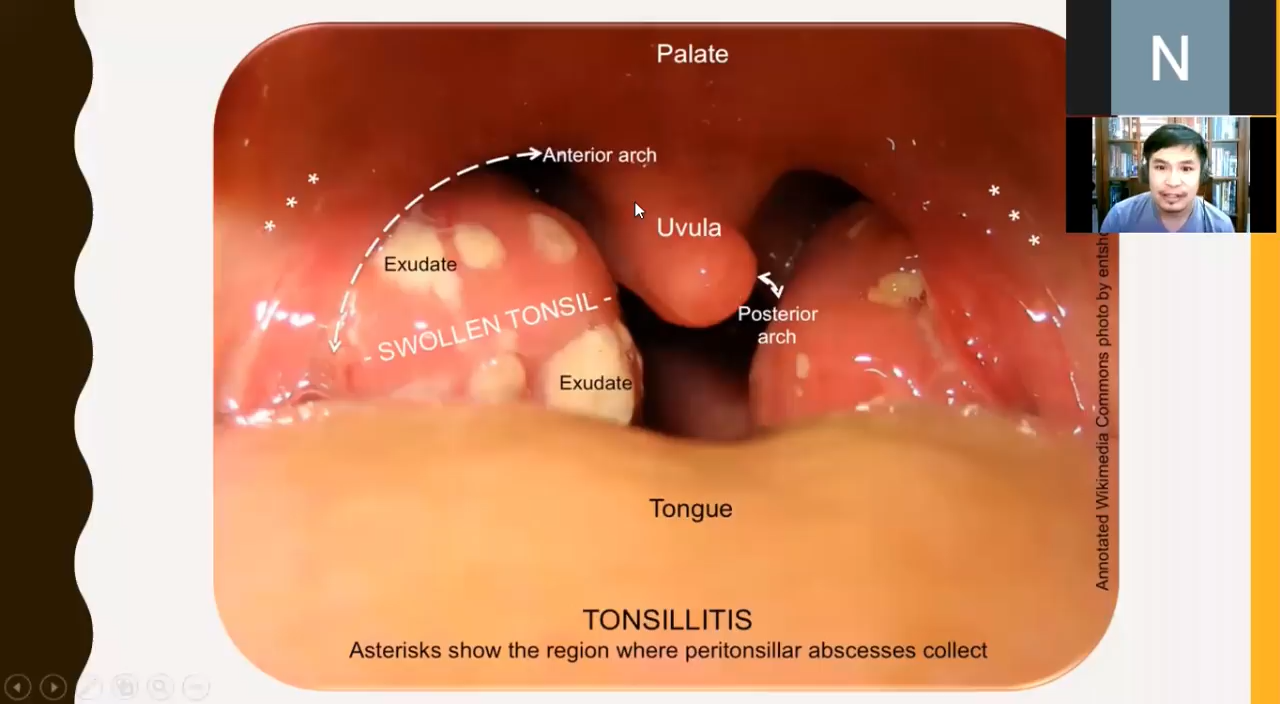 Palate
N
Anterior arch
Uvula
Exudate
- SWOLLEN TONSIL -
Posterior
arch
Exudate
Tongue
TONSILLITIS
Asterisks show the region where peritonsillar abscesses collect
Annotated Wikimedia Commons photo by entsh